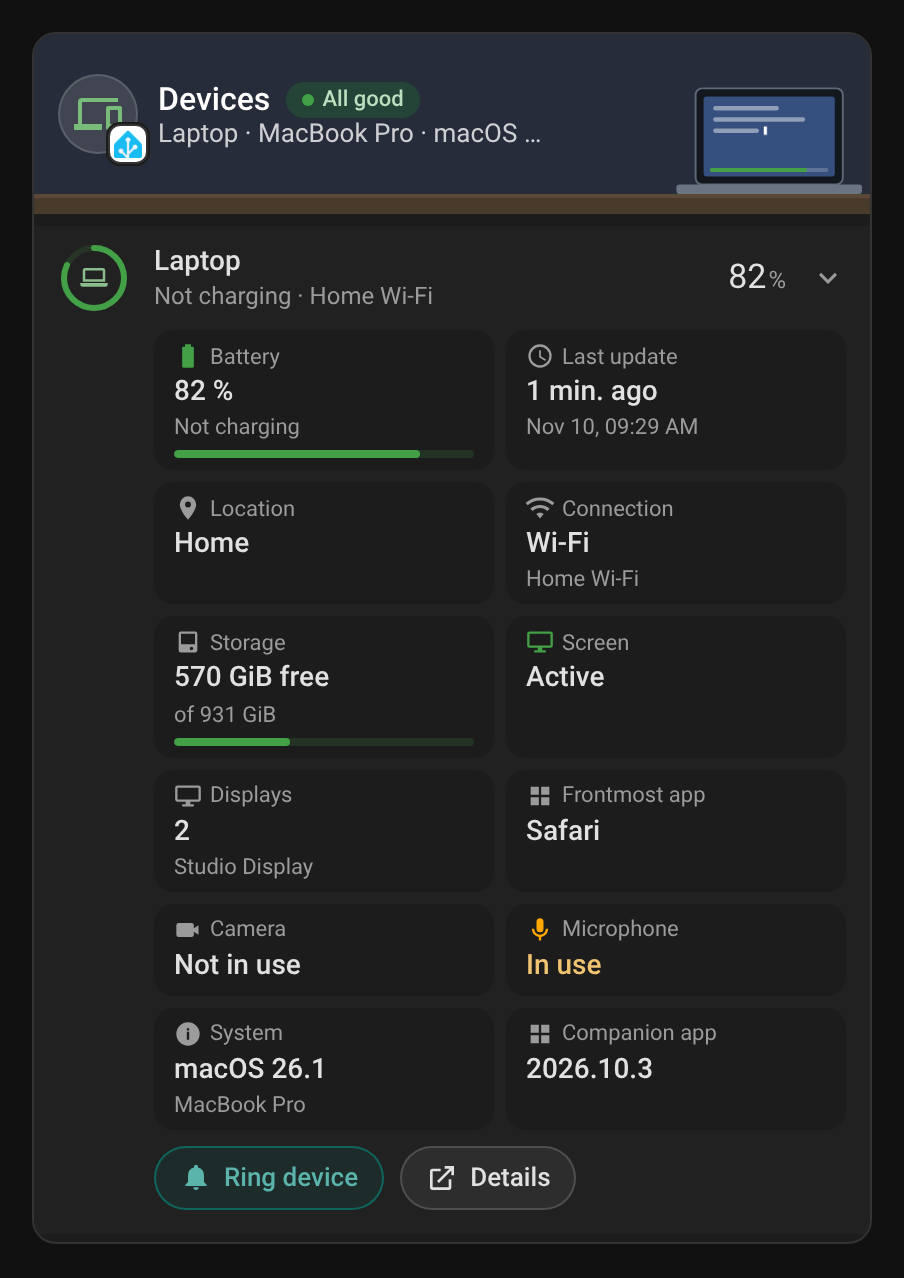 Devices All good
Laptop · MacBook Pro · macOS ...
Laptop
Not charging · Home Wi-Fi
82%
Battery
82 %
Not charging
Last update
1 min. ago
Nov 10, 09:29 AM
Location
Home
Connection
Wi-Fi
Home Wi-Fi
Storage
570 GiB free
of 931 GiB
Screen
Active
Displays
2
Studio Display
Frontmost app
Safari
Camera
Not in use
Microphone
In use
System
macOS 26.1
MacBook Pro
Companion app
2026.10.3
Ring device
Details